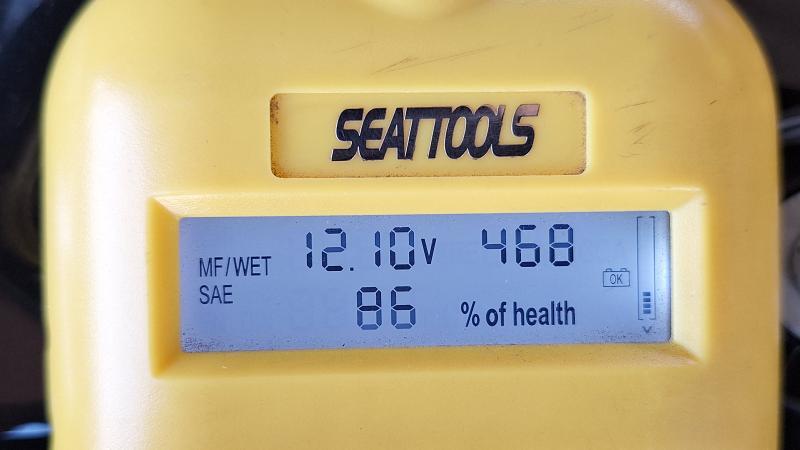 SEATTOOLS
MF/WET 12.10V 468
SAE 86 % of health
OK
V